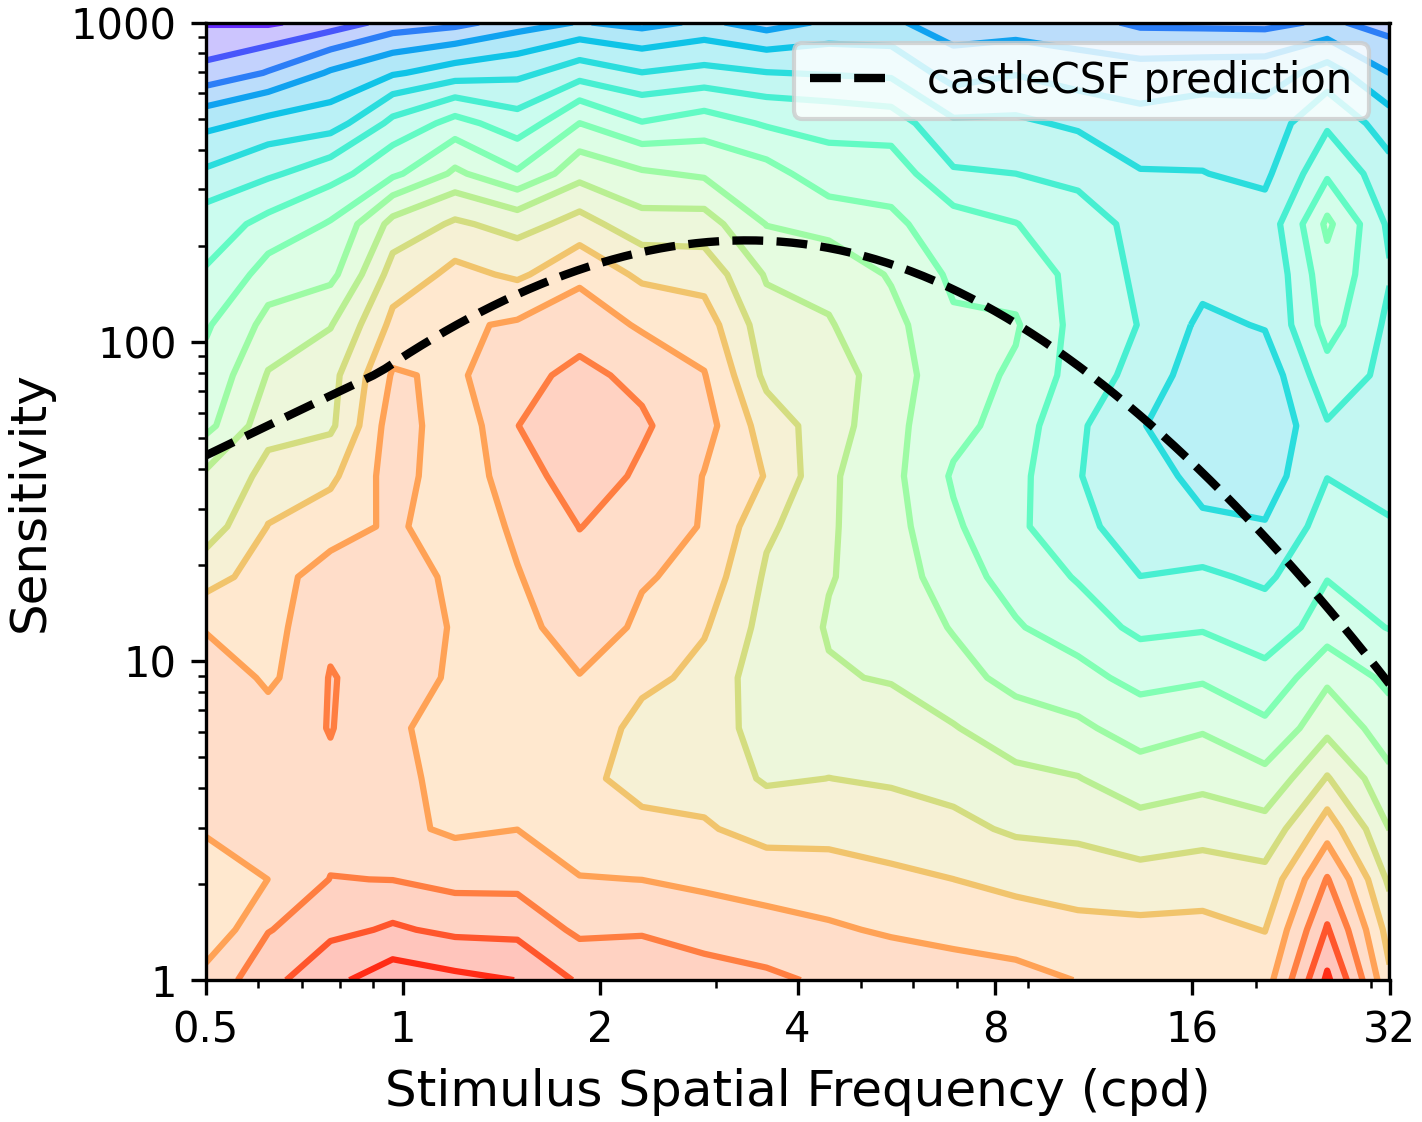 1000
100
10
1
Sensitivity
castleCSF prediction
0.5 1 2 4 8 16 32
Stimulus Spatial Frequency (cpd)